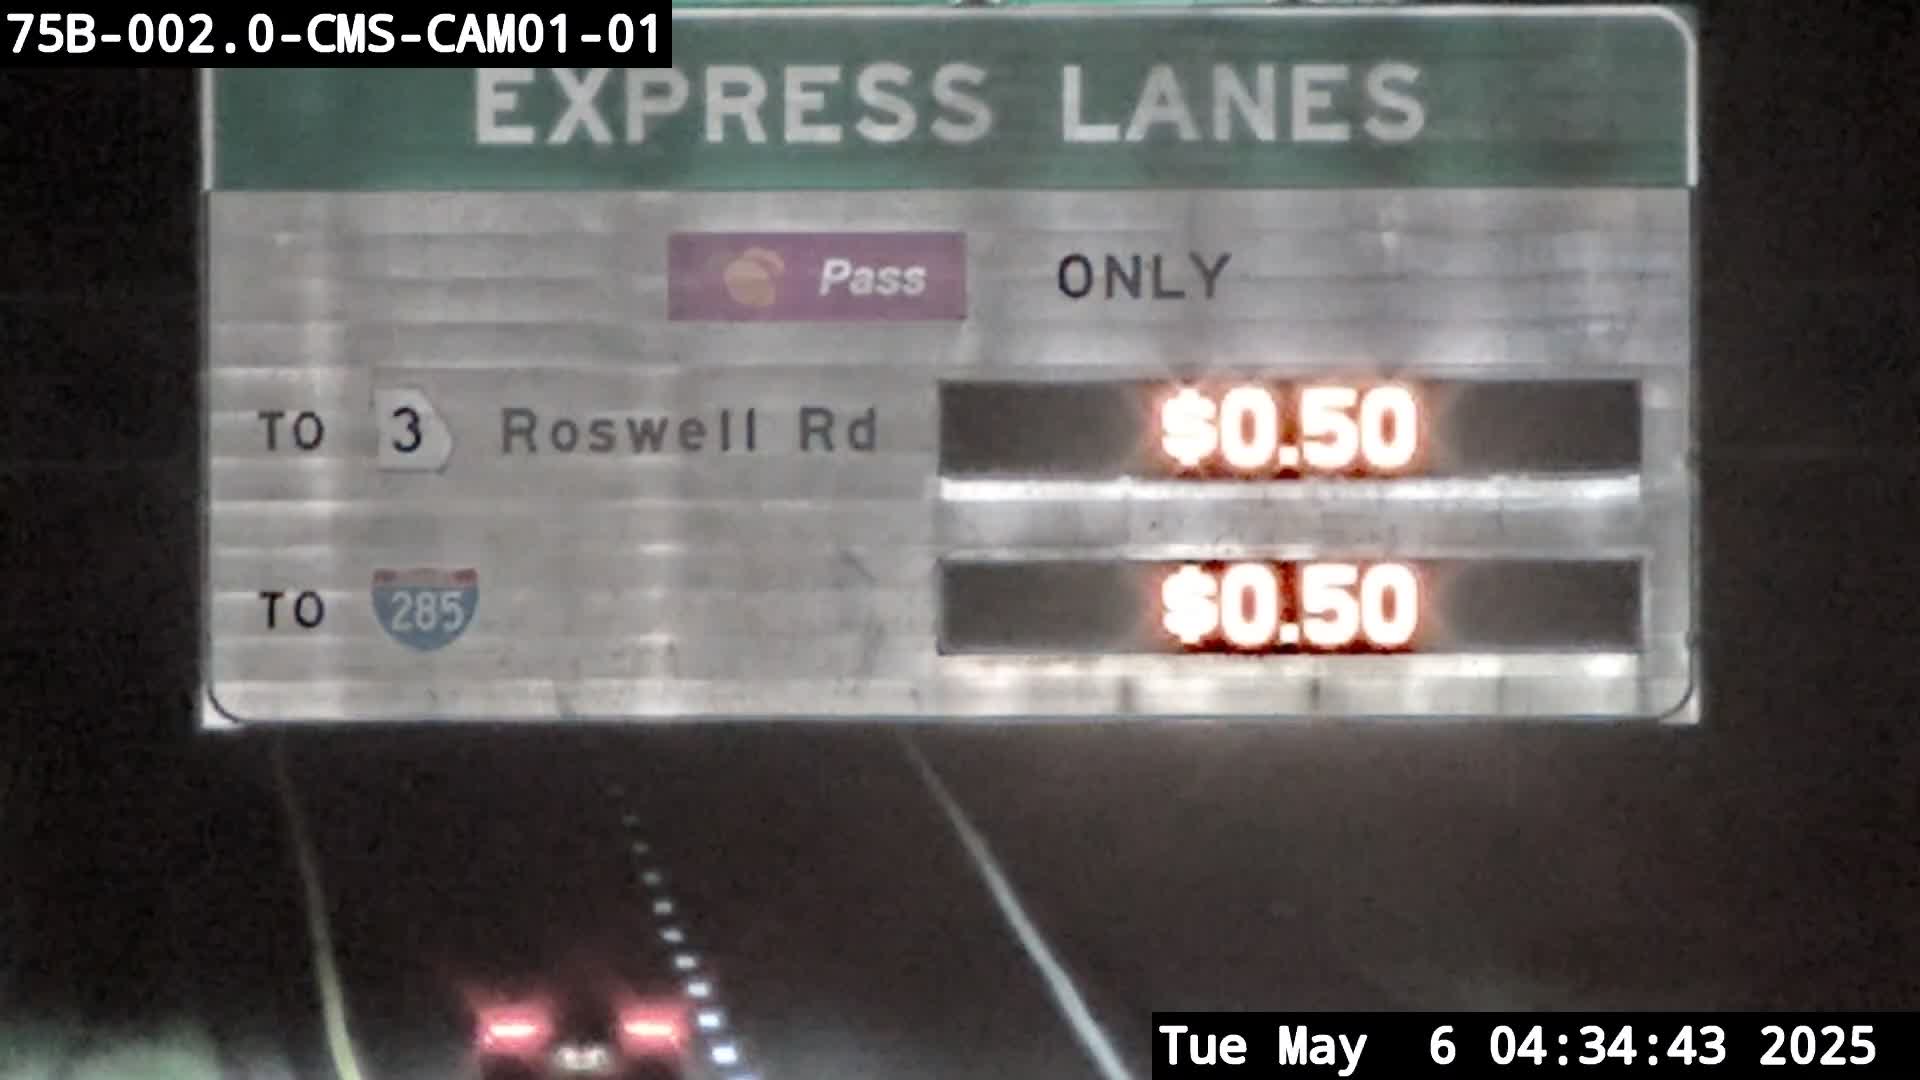 75B-002.0-CMS-CAM01-01
EXPRESS LANES
Pass ONLY
TO 3 Roswell Rd $0.50
TO 285 $0.50
Tue May 6 04:34:43 2025